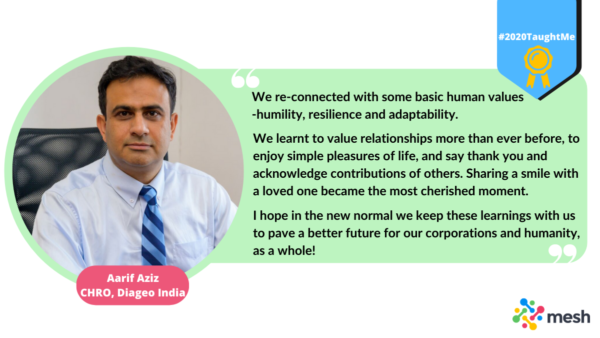 #2020TaughtMe
We re-connected with some basic human values
-humility, resilience and adaptability.
We learnt to value relationships more than ever before, to
enjoy simple pleasures of life, and say thank you and
acknowledge contributions of others. Sharing a smile with
a loved one became the most cherished moment.
I hope in the new normal we keep these learnings with us
to pave a better future for our corporations and humanity,
as a whole!
Aarif Aziz
CHRO, Diageo India
mesh